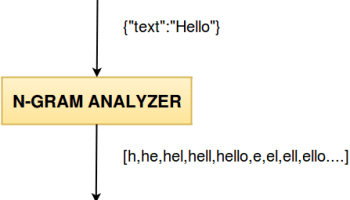 {"text":"Hello"}
N-GRAM ANALYZER
[h,he,hel,hell,hello,e,el,ell,ello....]